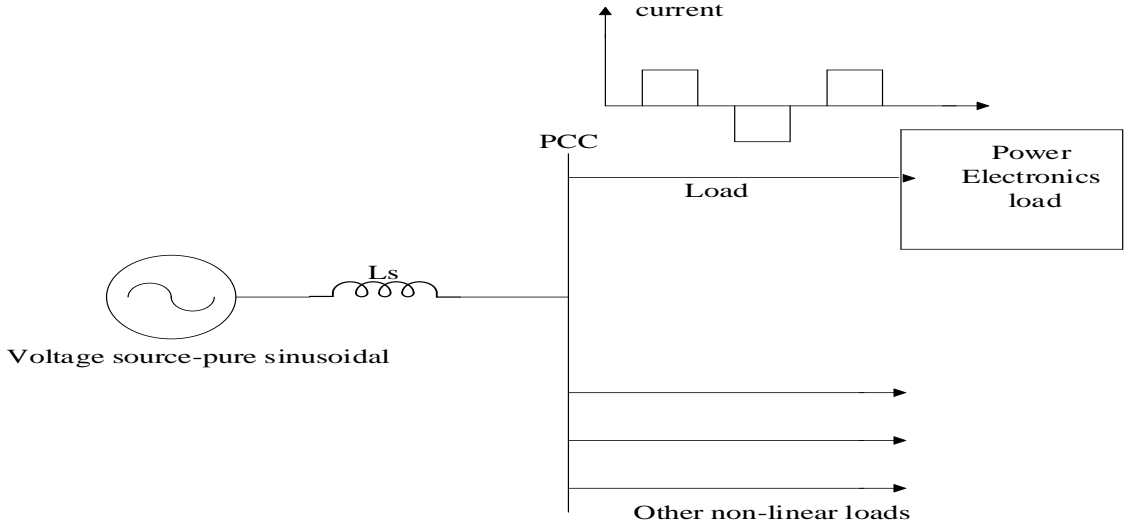 current
PCC
Power
Electronics
load
Load
Ls
Voltage source-pure sinusoidal
Other non-linear loads